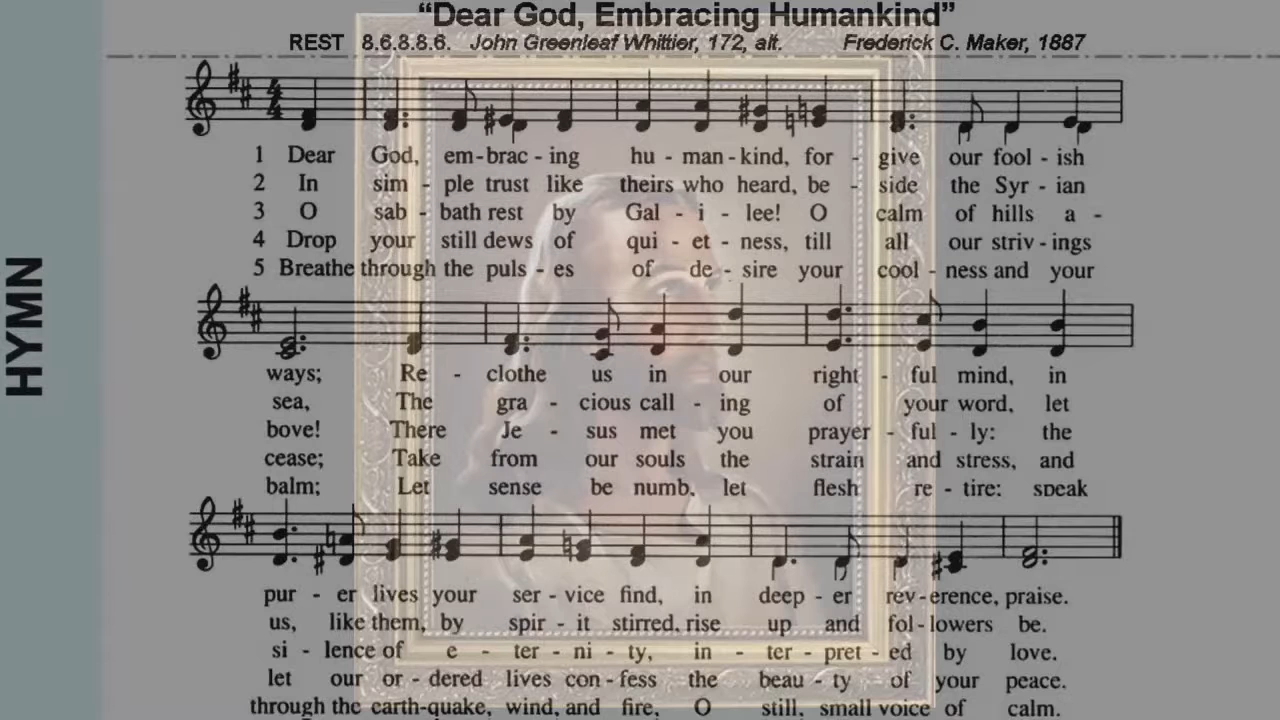 “Dear God, Embracing Humankind”
REST 8.6.8.8.6. John Greenleaf Whittier, 172, alt. Frederick C. Maker, 1887
HYMN
1 Dear God, em-brac-ing hu-man-kind, for-give our fool-ish
2 In sim-ple trust like theirs who heard, be-side the Syr-ian
3 O sab-bath rest by Gal-i-lee! O calm of hills a-
4 Drop your still dews of qui-et-ness, till all our striv-ings
5 Breathe through the puls-es of de-sire your cool-ness and your
ways; Re-clothe us in our right-ful mind, in
sea, The gra-cious call-ing of your word, let
bove! There Je-sus met you prayer-ful-ly: the
cease; Take from our souls the strain and stress, and
balm; Let sense be numb, let flesh re-tire: speak
pur-er lives your ser-vice find, in deep-er rev-erence, praise.
us, like them, by spir-it stirred, rise up and fol-lowers be.
si-lence of e-ter-ni-ty, in-ter-pret-ed by love.
let our or-dered lives con-fess the beau-ty of your peace.
through the earth-quake, wind, and fire, O still, small voice of calm.